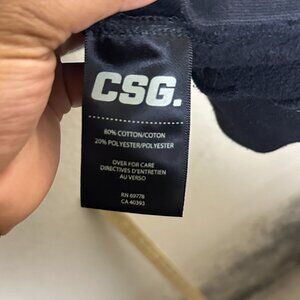 CSG.
80% COTTON/COTON
20% POLYESTER/POLYESTER
OVER FOR CARE
DIRECTIVES D'ENTRETIEN
AU VERSO
RN 69778
CA 40393